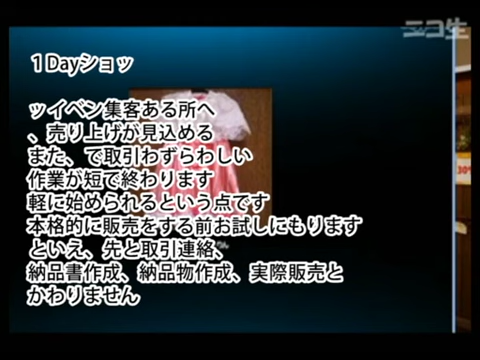 ニコ生
１Dayショッ
ッイベン集客ある所へ
、売り上げが見込める
また、で取引わずらわしい
作業が短で終わります
軽に始められるという点です
本格的に販売をする前お試しにもります
といえ、先と取引連絡、
納品書作成、納品物作成、実際販売と
かわりません